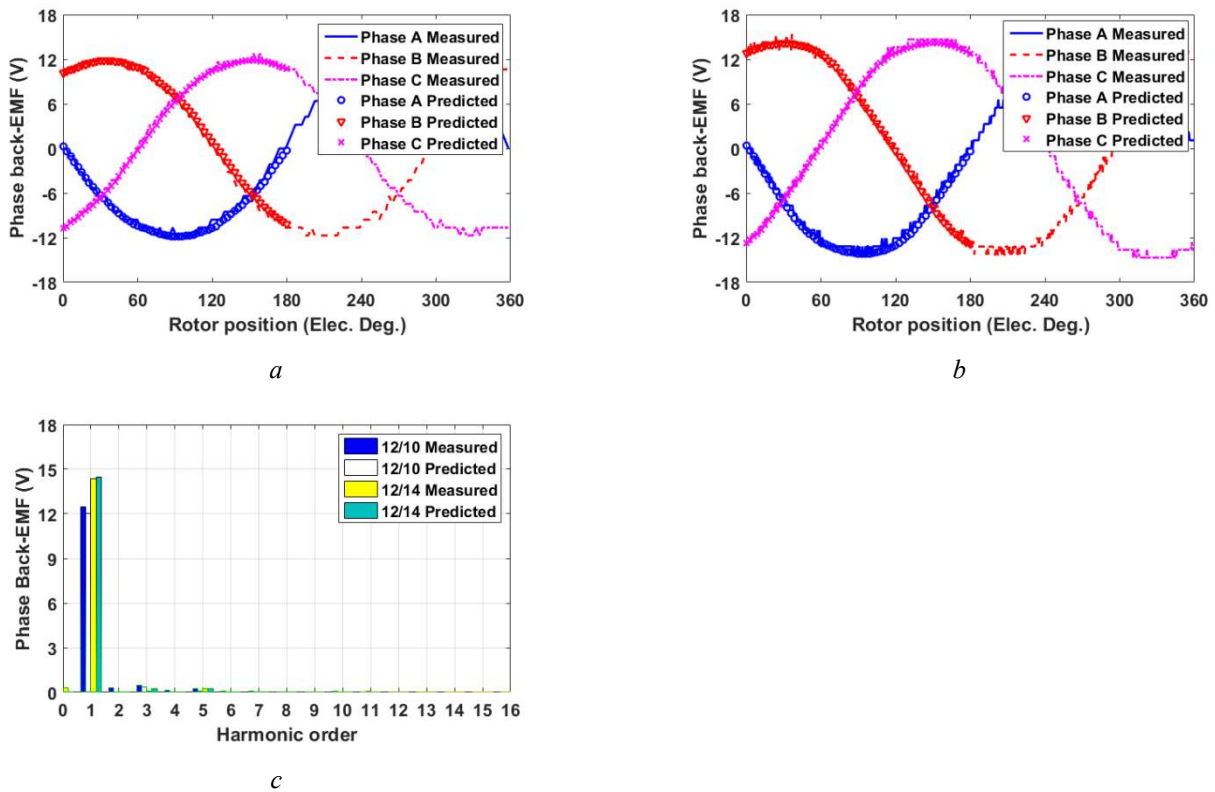 18
12
6
0
-6
-12
-18
Phase back-EMF (V)
0 60 120 180 240 300 360
Rotor position (Elec. Deg.)
Phase A Measured
Phase B Measured
Phase C Measured
Phase A Predicted
Phase B Predicted
Phase C Predicted
a
18
12
6
0
-6
-12
-18
Phase back-EMF (V)
0 60 120 180 240 300 360
Rotor position (Elec. Deg.)
Phase A Measured
Phase B Measured
Phase C Measured
Phase A Predicted
Phase B Predicted
Phase C Predicted
b
18
15
12
9
6
3
0
Phase Back-EMF (V)
0 1 2 3 4 5 6 7 8 9 10 11 12 13 14 15 16
Harmonic order
12/10 Measured
12/10 Predicted
12/14 Measured
12/14 Predicted
c